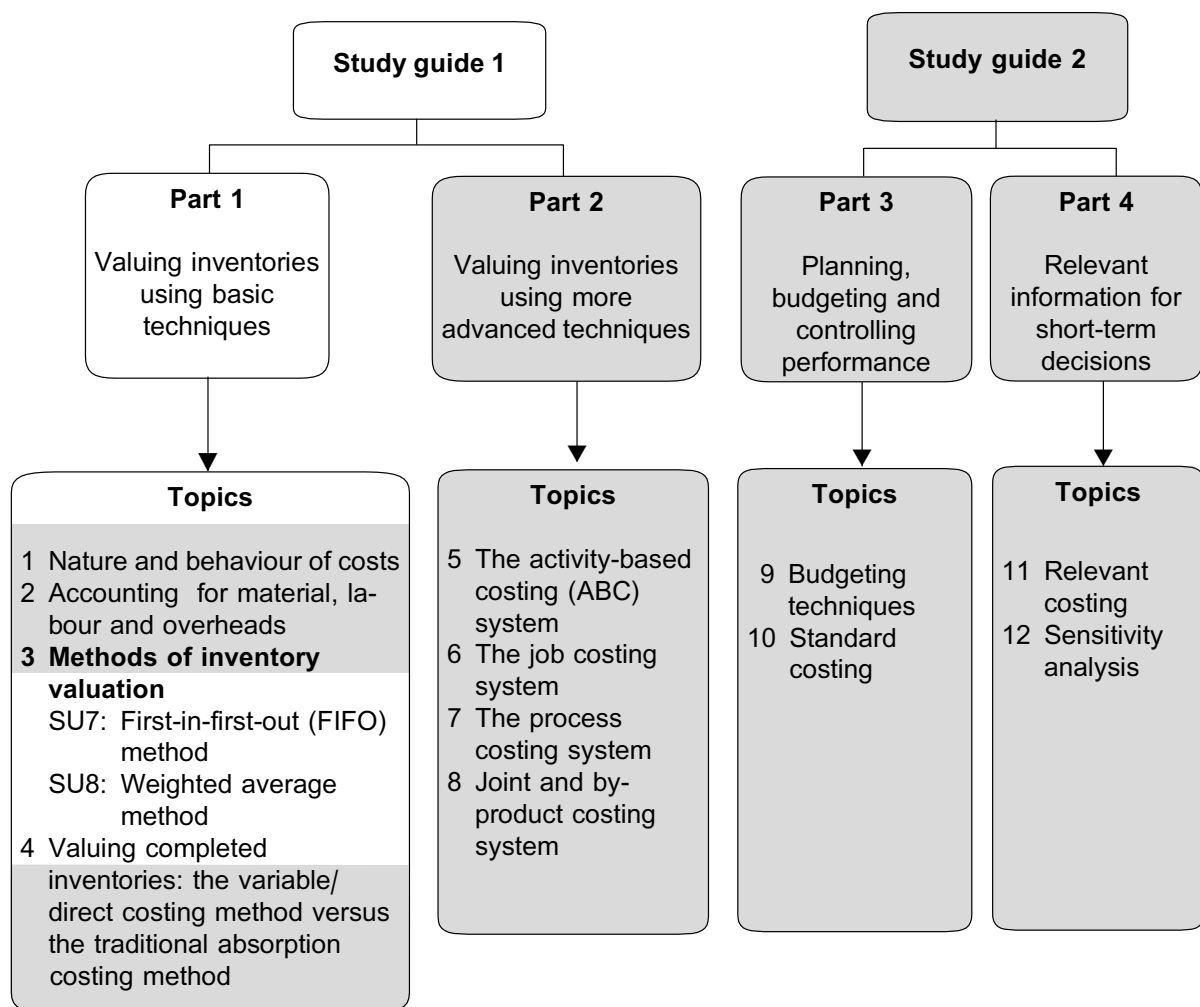 Study guide 1
Study guide 2
Part 1
Valuing inventories
using basic
techniques
Part 2
Valuing inventories
using more
advanced techniques
Part 3
Planning,
budgeting and
controlling
performance
Part 4
Relevant
information for
short-term
decisions
Topics
1 Nature and behaviour of costs
2 Accounting for material, la-
bour and overheads
3 Methods of inventory
valuation
SU7: First-in-first-out (FIFO)
method
SU8: Weighted average
method
4 Valuing completed
inventories: the variable/
direct costing method versus
the traditional absorption
costing method
Topics
5 The activity-based
costing (ABC)
system
6 The job costing
system
7 The process
costing system
8 Joint and by-
product costing
system
Topics
9 Budgeting
techniques
10 Standard
costing
Topics
11 Relevant
costing
12 Sensitivity
analysis